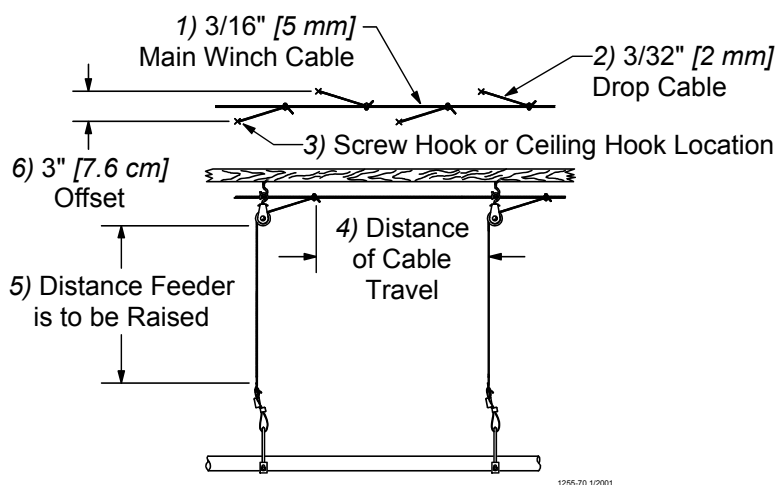 1) 3/16" [5 mm]
Main Winch Cable
2) 3/32" [2 mm]
Drop Cable
3) Screw Hook or Ceiling Hook Location
6) 3" [7.6 cm]
Offset
4) Distance
of Cable
Travel
5) Distance Feeder
is to be Raised
1255-70 1/2001